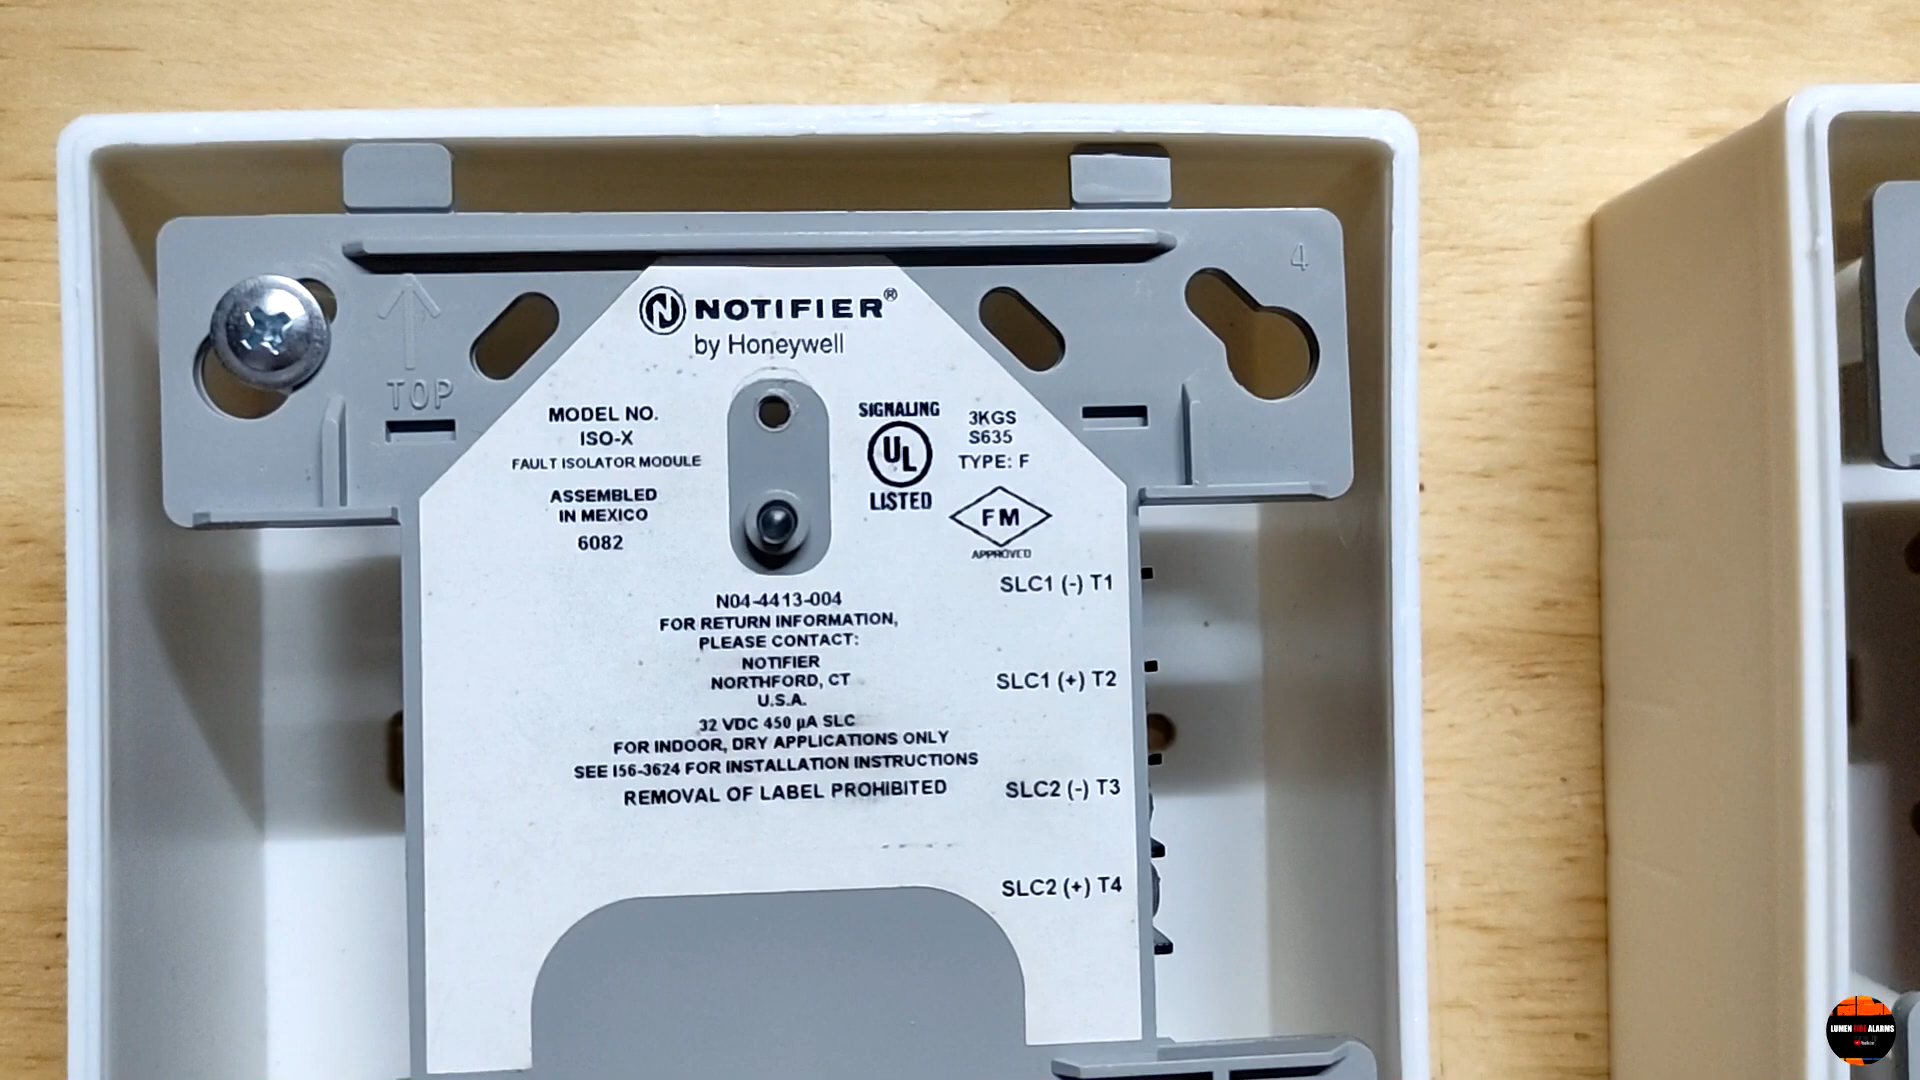 4
TOP
N NOTIFIER®
by Honeywell
MODEL NO.
ISO-X
FAULT ISOLATOR MODULE
ASSEMBLED
IN MEXICO
6082
SIGNALING
UL
LISTED
3KGS
S635
TYPE: F
FM
APPROVED
N04-4413-004
FOR RETURN INFORMATION,
PLEASE CONTACT:
NOTIFIER
NORTHFORD, CT
U.S.A.
32 VDC 450 µA SLC
FOR INDOOR, DRY APPLICATIONS ONLY
SEE I56-3624 FOR INSTALLATION INSTRUCTIONS
REMOVAL OF LABEL PROHIBITED
SLC1 (-) T1
SLC1 (+) T2
SLC2 (-) T3
SLC2 (+) T4
LUMEN FIRE ALARMS